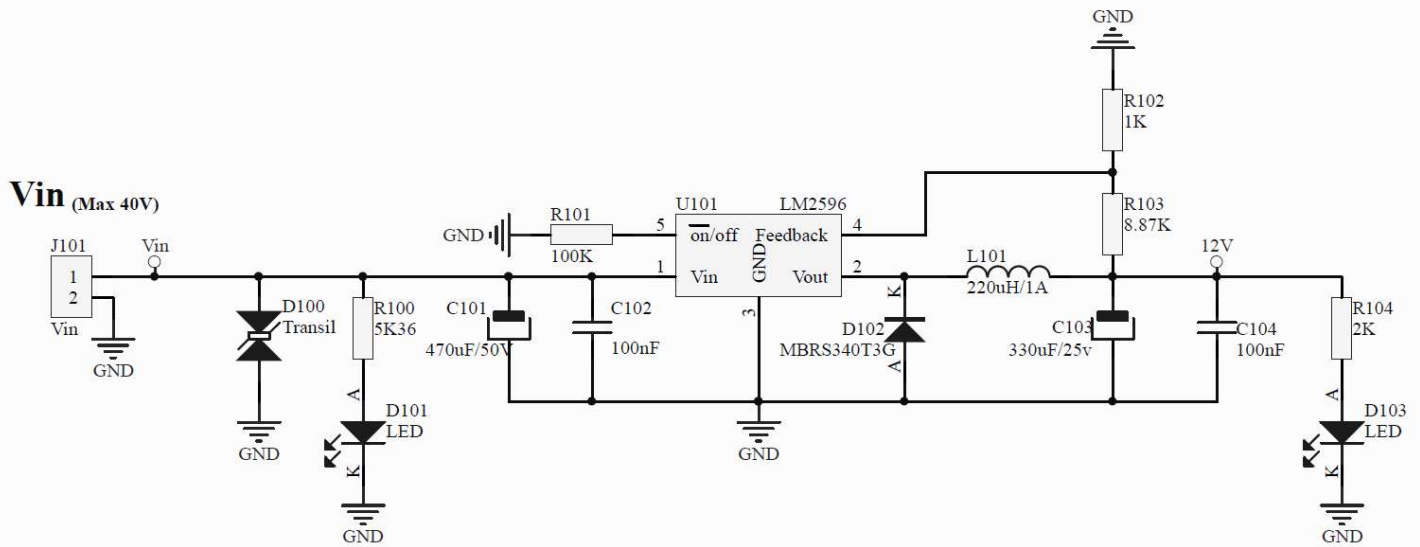 GND
R102
1K
Vin (Max 40V)
R103
8.87K
U101 LM2596
R101
100K
GND
5 on/off Feedback 4
GND
1 Vin Vout 2
3
J101
1
2
Vin
Vin
GND
D100
Transil
GND
R100
5K36
A
D101
LED
K
GND
C101
470uF/50V
C102
100nF
GND
K
D102
MBRS340T3G
A
L101
220uH/1A
12V
C103
330uF/25v
C104
100nF
R104
2K
A
D103
LED
K
GND